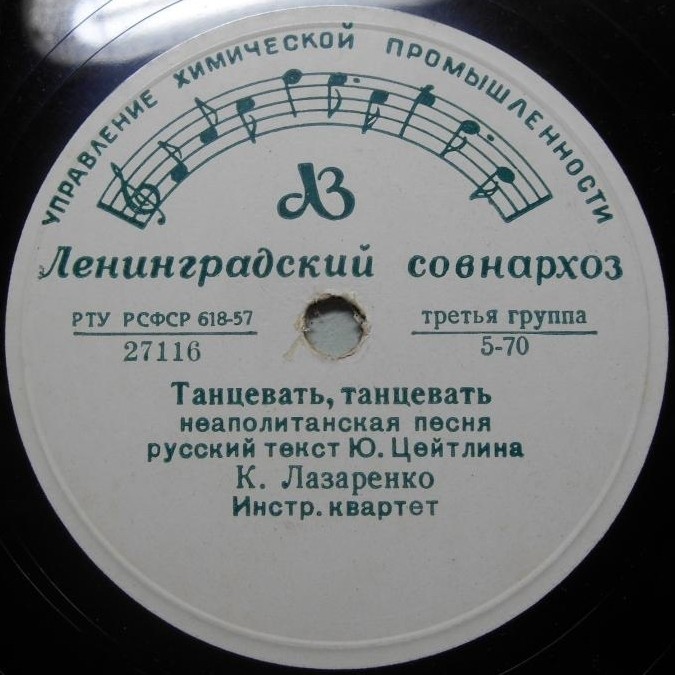 УПРАВЛЕНИЕ ХИМИЧЕСКОЙ ПРОМЫШЛЕННОСТИ
ЛЗ
Ленинградский совнархоз
РТУ РСФСР 618-57
27116
третья группа
5-70
Танцевать, танцевать
неаполитанская песня
русский текст Ю. Цейтлина
К. Лазаренко
Инстр. квартет